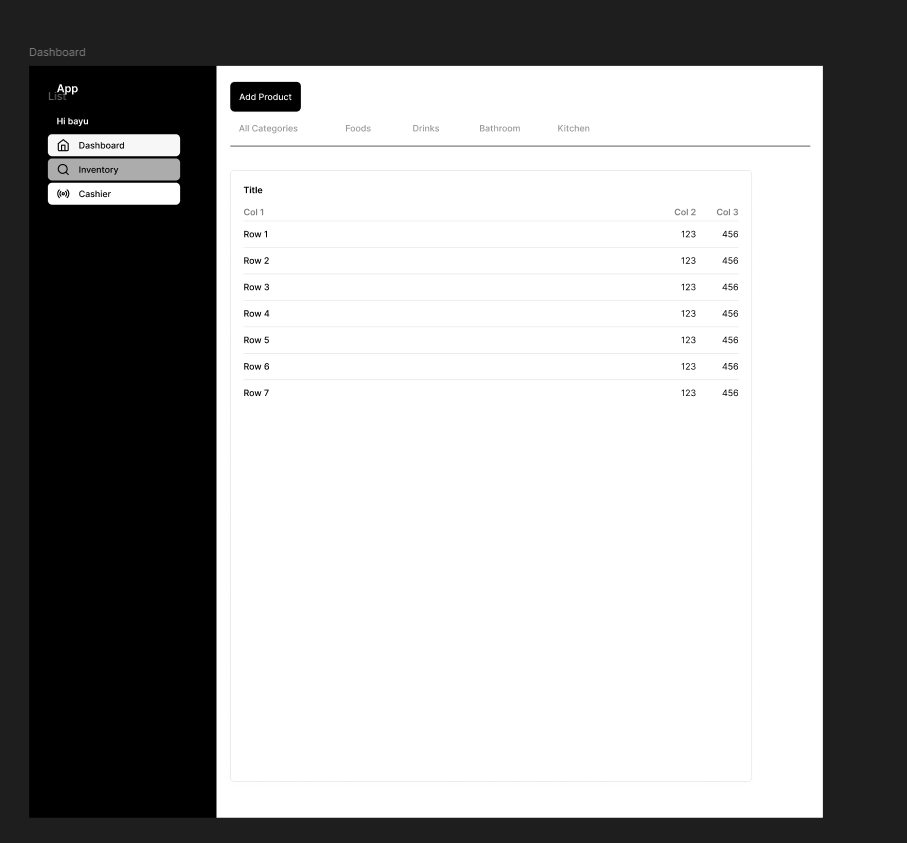 Dashboard
App
List
Hi bayu
Dashboard
Inventory
Cashier
Add Product
All Categories Foods Drinks Bathroom Kitchen
Title
Col 1 Col 2 Col 3
Row 1 123 456
Row 2 123 456
Row 3 123 456
Row 4 123 456
Row 5 123 456
Row 6 123 456
Row 7 123 456